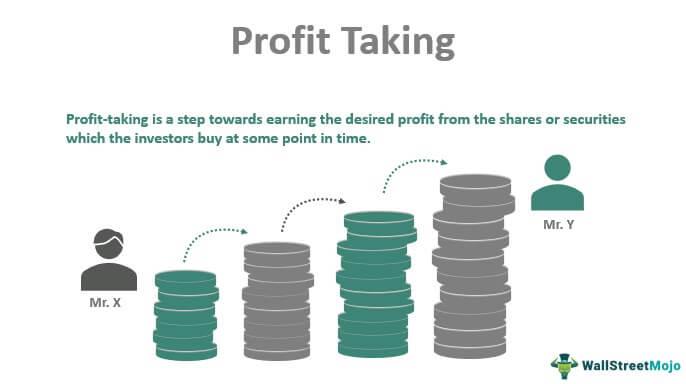 Profit Taking
Profit-taking is a step towards earning the desired profit from the shares or securities
which the investors buy at some point in time.
Mr. Y
Mr. X
WallStreetMojo